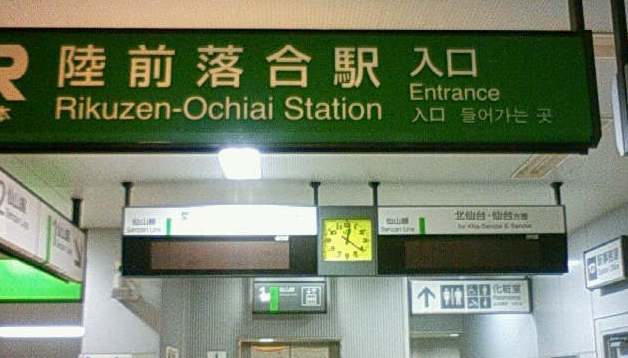 陸前落合駅 入口
Rikuzen-Ochiai Station Entrance
入口 들어가는 곳
仙山線
Senzan Line
仙山線
Senzan Line
北仙台・仙台方面
for Kita-Sendai & Sendai
化粧室